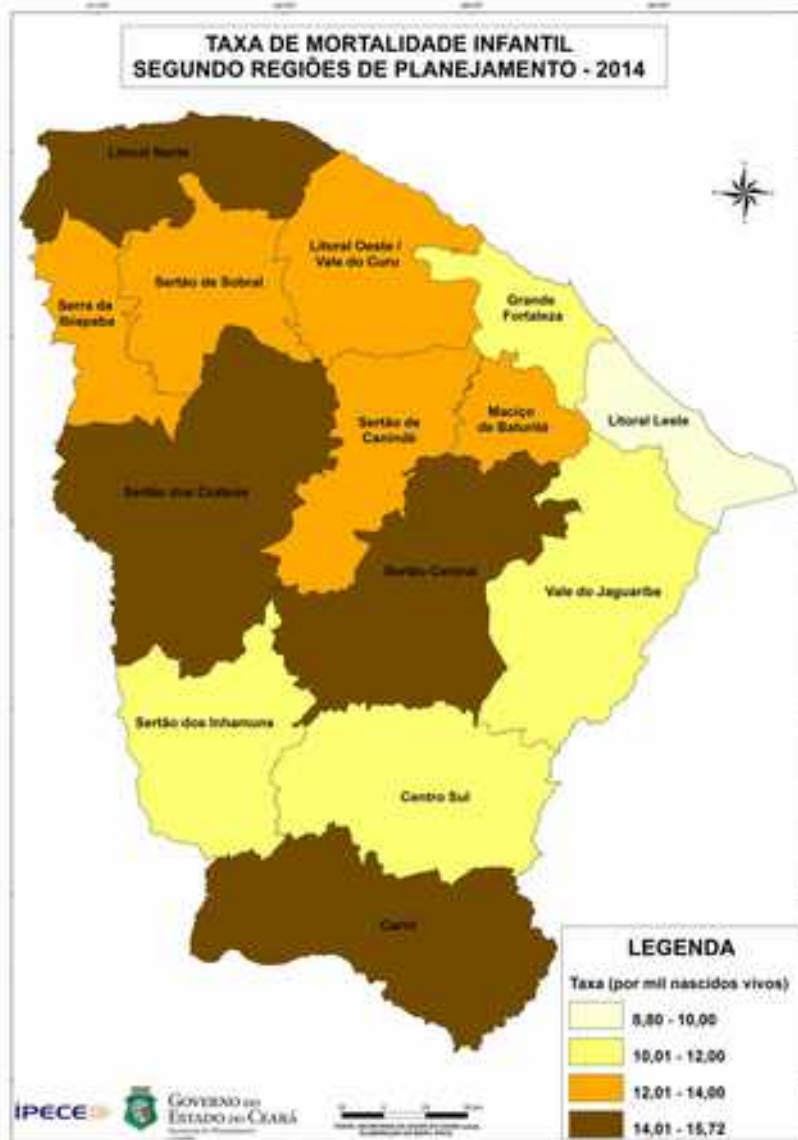 TAXA DE MORTALIDADE INFANTIL
SEGUNDO REGIÕES DE PLANEJAMENTO - 2014
Litoral Norte
Litoral Oeste /
Vale do Curu
Sertão de Sobral
Serra da
Ibiapaba
Grande
Fortaleza
Litoral Leste
Sertão de
Canindé
Maciço
de Baturité
Sertão dos Crateús
Sertão Central
Vale do Jaguaribe
Sertão dos Inhamuns
Centro Sul
Cariri
LEGENDA
Taxa (por mil nascidos vivos)
8,80 - 10,00
10,01 - 12,00
12,01 - 14,00
14,01 - 15,72
IPECE
GOVERNO DO
ESTADO DO CEARÁ